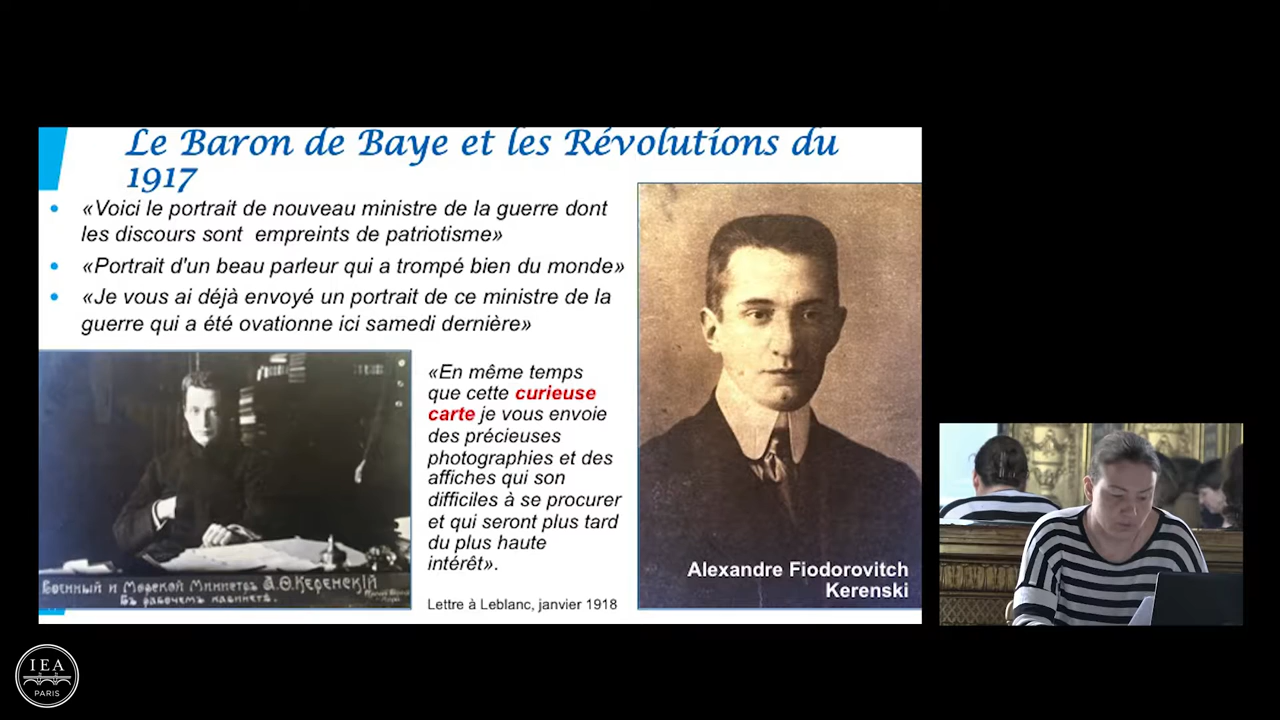 Le Baron de Baye et les Révolutions du
1917
• «Voici le portrait de nouveau ministre de la guerre dont
les discours sont empreints de patriotisme»
• «Portrait d'un beau parleur qui a trompé bien du monde»
• «Je vous ai déjà envoyé un portrait de ce ministre de la
guerre qui a été ovationne ici samedi dernière»
«En même temps
que cette curieuse
carte je vous envoie
des précieuses
photographies et des
affiches qui son
difficiles à se procurer
et qui seront plus tard
du plus haute
intérêt».
Lettre à Leblanc, janvier 1918
Военный и Морской Министръ А.Ѳ.Керенскій
Въ рабочемъ кабинетѣ.
Alexandre Fiodorovitch
Kerenski
IEA
PARIS